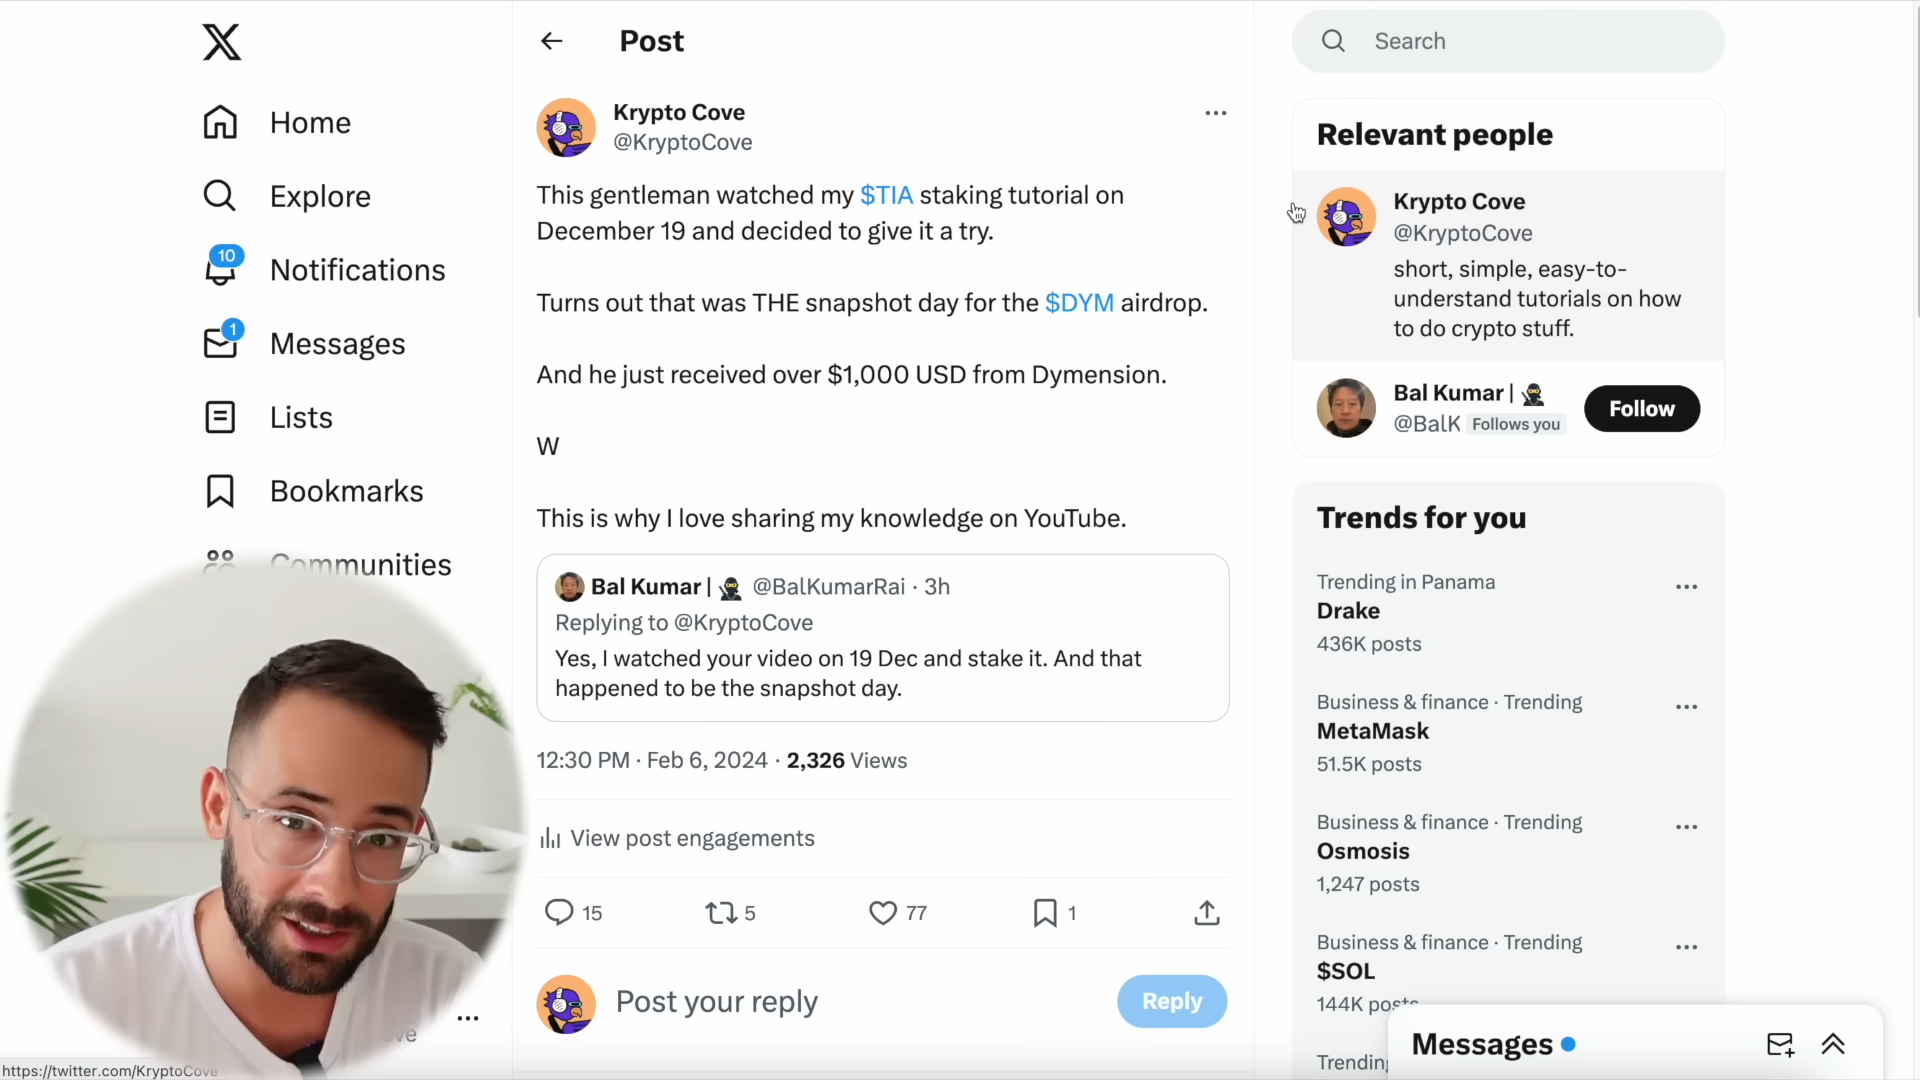 Home
Explore
10
Notifications
1
Messages
Lists
Bookmarks
Communities
Post
Krypto Cove
@KryptoCove
This gentleman watched my $TIA staking tutorial on
December 19 and decided to give it a try.
Turns out that was THE snapshot day for the $DYM airdrop.
And he just received over $1,000 USD from Dymension.
W
This is why I love sharing my knowledge on YouTube.
Bal Kumar | @BalKumarRai · 3h
Replying to @KryptoCove
Yes, I watched your video on 19 Dec and stake it. And that
happened to be the snapshot day.
12:30 PM · Feb 6, 2024 · 2,326 Views
View post engagements
15 5 77 1
Post your reply
Reply
Search
Relevant people
Krypto Cove
@KryptoCove
short, simple, easy-to-
understand tutorials on how
to do crypto stuff.
Bal Kumar |
@BalK Follows you
Follow
Trends for you
Trending in Panama
Drake
436K posts
Business & finance · Trending
MetaMask
51.5K posts
Business & finance · Trending
Osmosis
1,247 posts
Business & finance · Trending
$SOL
144K posts
Trending
Messages
https://twitter.com/KryptoCove